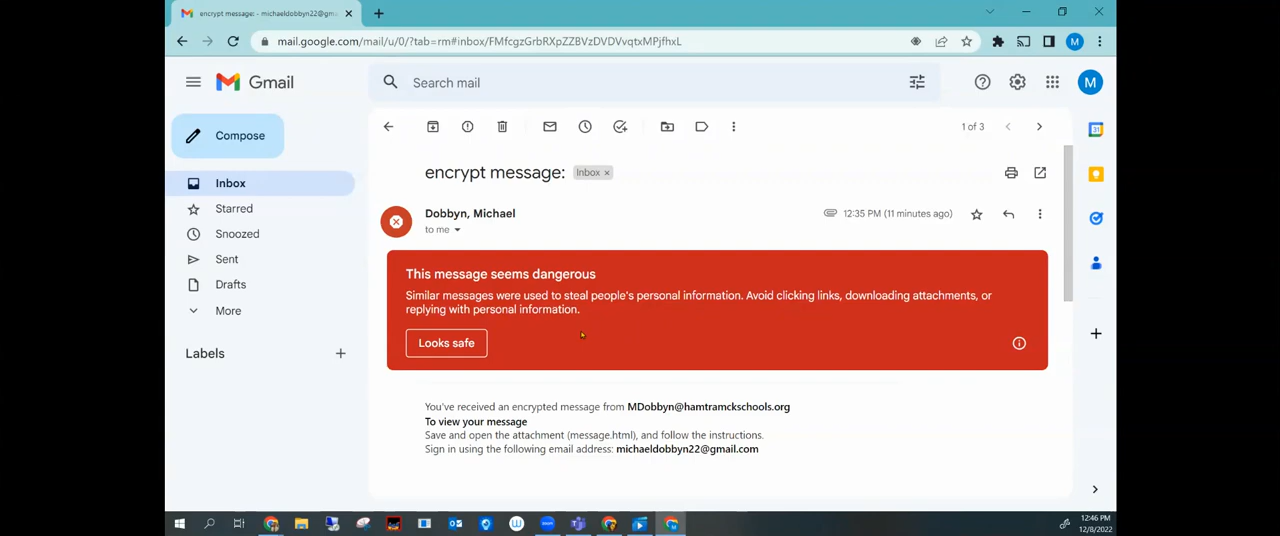 encrypt message: - michaeldobbyn22@gm
mail.google.com/mail/u/0/?tab=rm#inbox/FMfcgzGrbRXpZZBVzDVDVvqtxMPjfhxL
M
Gmail
Search mail
M
Compose
1 of 3
Inbox
encrypt message: Inbox ×
31
Starred
Dobbyn, Michael 12:35 PM (11 minutes ago)
Snoozed
to me
Sent
This message seems dangerous
Drafts
Similar messages were used to steal people's personal information. Avoid clicking links, downloading attachments, or
replying with personal information.
More
Looks safe
Labels
You've received an encrypted message from MDobbyn@hamtramckschools.org
To view your message
Save and open the attachment (message.html), and follow the instructions.
Sign in using the following email address: michaeldobbyn22@gmail.com
12:46 PM
12/8/2022